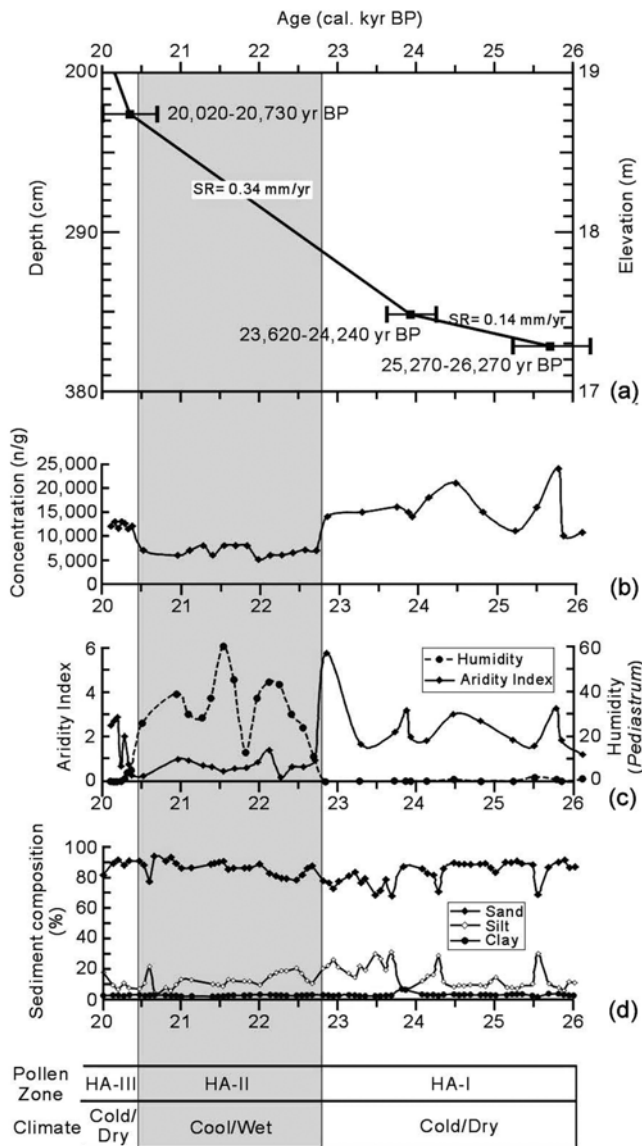 Age (cal. kyr BP)
20 21 22 23 24 25 26
200 19
20,020-20,730 yr BP
SR= 0.34 mm/yr
Depth (cm)
290 18
Elevation (m)
SR= 0.14 mm/yr
23,620-24,240 yr BP
25,270-26,270 yr BP
380 17
(a)
Concentration (n/g)
25,000
20,000
15,000
10,000
5,000
0
(b)
20 21 22 23 24 25 26
Aridity Index
6 60
4 40
2 20
0 0
Humidity
Aridity Index
Humidity
(Pediastrum)
(c)
20 21 22 23 24 25 26
Sediment composition
(%)
100
80
60
40
20
0
Sand
Silt
Clay
(d)
20 21 22 23 24 25 26
Pollen
Zone
HA-III HA-II HA-I
Climate
Cold/
Dry
Cool/Wet Cold/Dry